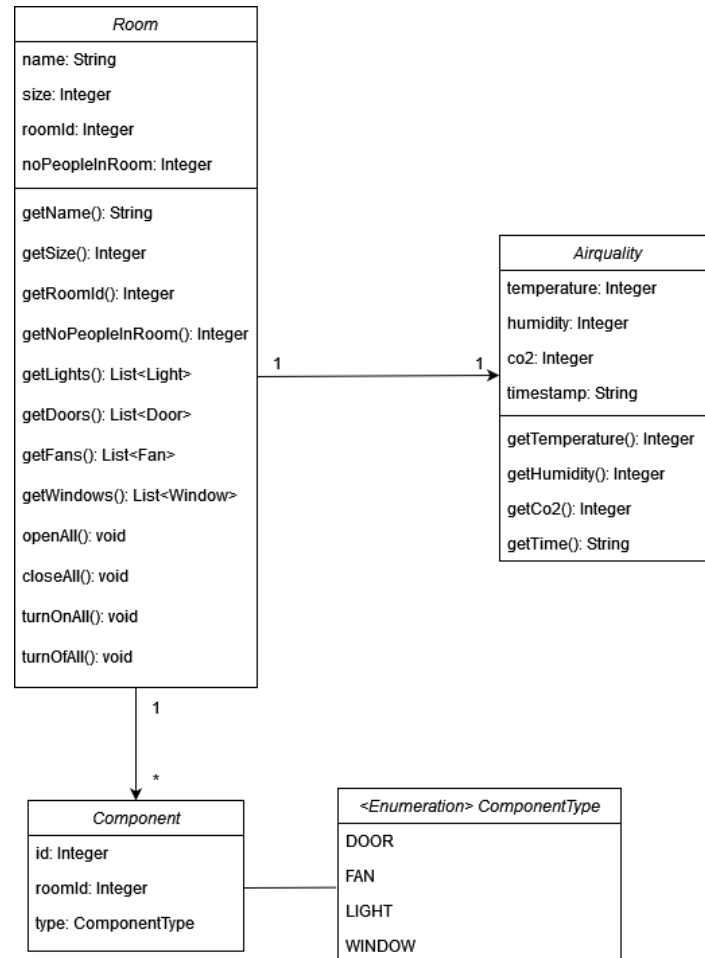 Room
name: String
size: Integer
roomId: Integer
noPeopleInRoom: Integer
getName(): String
getSize(): Integer
getRoomId(): Integer
getNoPeopleInRoom(): Integer
getLights(): List<Light>
getDoors(): List<Door>
getFans(): List<Fan>
getWindows(): List<Window>
openAll(): void
closeAll(): void
turnOnAll(): void
turnOfAll(): void
1
1
Airquality
temperature: Integer
humidity: Integer
co2: Integer
timestamp: String
getTemperature(): Integer
getHumidity(): Integer
getCo2(): Integer
getTime(): String
1
*
Component
id: Integer
roomId: Integer
type: ComponentType
<Enumeration> ComponentType
DOOR
FAN
LIGHT
WINDOW